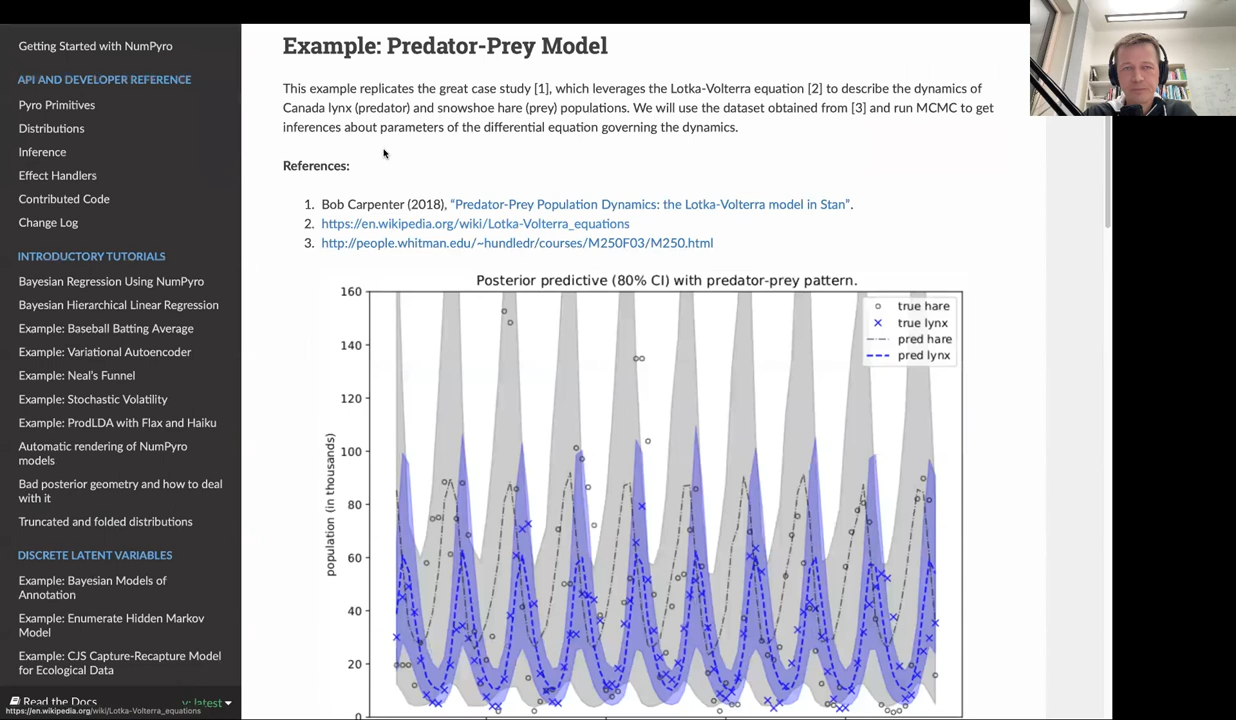 Getting Started with NumPyro
API AND DEVELOPER REFERENCE
Pyro Primitives
Distributions
Inference
Effect Handlers
Contributed Code
Change Log
INTRODUCTORY TUTORIALS
Bayesian Regression Using NumPyro
Bayesian Hierarchical Linear Regression
Example: Baseball Batting Average
Example: Variational Autoencoder
Example: Neal's Funnel
Example: Stochastic Volatility
Example: ProdLDA with Flax and Haiku
Automatic rendering of NumPyro
models
Bad posterior geometry and how to deal
with it
Truncated and folded distributions
DISCRETE LATENT VARIABLES
Example: Bayesian Models of
Annotation
Example: Enumerate Hidden Markov
Model
Example: CJS Capture-Recapture Model
for Ecological Data
Read the Docs
v: latest
https://en.wikipedia.org/wiki/Lotka-Volterra_equations
Example: Predator-Prey Model
This example replicates the great case study [1], which leverages the Lotka-Volterra equation [2] to describe the dynamics of
Canada lynx (predator) and snowshoe hare (prey) populations. We will use the dataset obtained from [3] and run MCMC to get
inferences about parameters of the differential equation governing the dynamics.
References:
1. Bob Carpenter (2018), “Predator-Prey Population Dynamics: the Lotka-Volterra model in Stan”.
2. https://en.wikipedia.org/wiki/Lotka-Volterra_equations
3. http://people.whitman.edu/~hundledr/courses/M250F03/M250.html
Posterior predictive (80% CI) with predator-prey pattern.
true hare
true lynx
pred hare
pred lynx
population (in thousands)
160
140
120
100
80
60
40
20
0